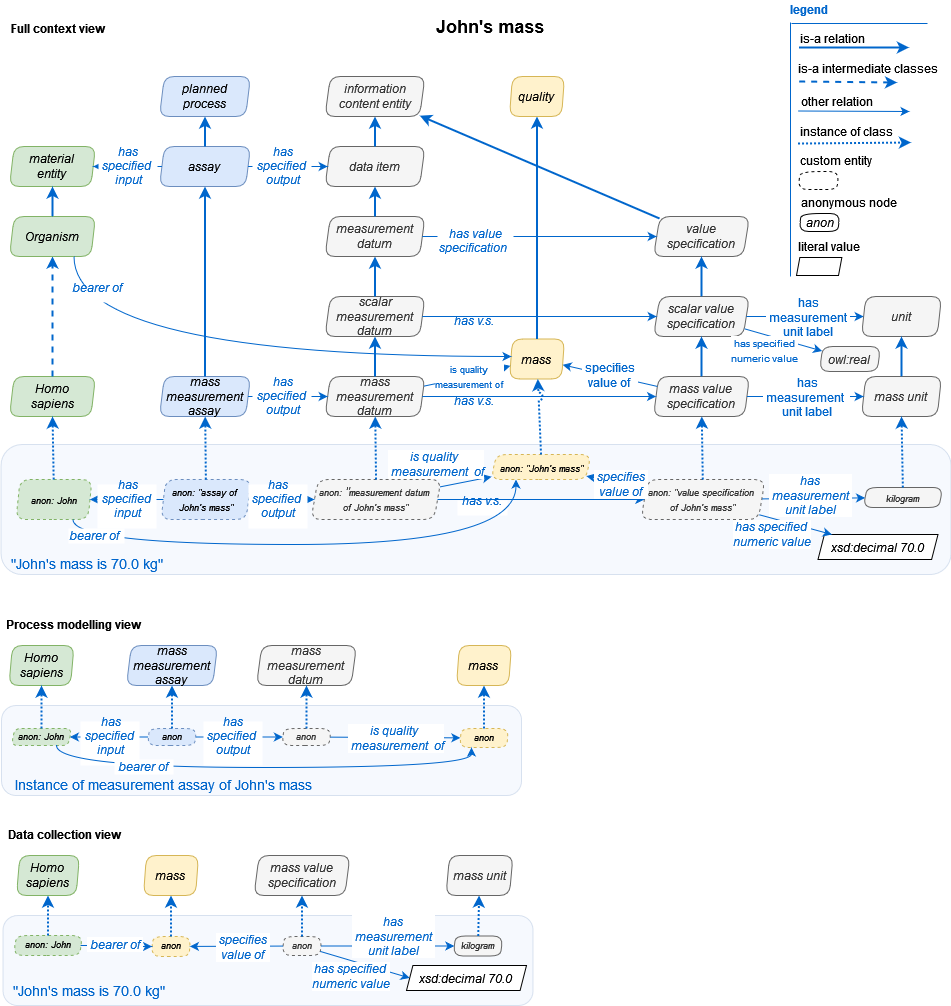 John's mass
Full context view
legend
is-a relation
is-a intermediate classes
other relation
instance of class
custom entity
anonymous node
anon
literal value
planned
process
information
content entity
quality
material
entity
has
specified
input
assay
has
specified
output
data item
Organism
measurement
datum
has value
specification
value
specification
bearer of
scalar
measurement
datum
has v.s.
scalar value
specification
has
measurement
unit label
unit
has specified
numeric value
owl:real
mass
is quality
measurement of
specifies
value of
Homo
sapiens
mass
measurement
assay
has
specified
output
mass
measurement
datum
has v.s.
mass value
specification
has
measurement
unit label
mass unit
is quality
measurement of
anon: "John's mass"
specifies
value of
anon: John
has
specified
input
anon: "assay of
John's mass"
has
specified
output
anon: "measurement datum
of John's mass"
has v.s.
anon: "value specification
of John's mass"
has
measurement
unit label
kilogram
bearer of
has specified
numeric value
xsd:decimal 70.0
"John's mass is 70.0 kg"
Process modelling view
Homo
sapiens
mass
measurement
assay
mass
measurement
datum
mass
anon: John
has
specified
input
anon
has
specified
output
anon
is quality
measurement of
anon
bearer of
Instance of measurement assay of John's mass
Data collection view
Homo
sapiens
mass
mass value
specification
mass unit
anon: John
bearer of
anon
specifies
value of
anon
has
measurement
unit label
kilogram
has specified
numeric value
xsd:decimal 70.0
"John's mass is 70.0 kg"